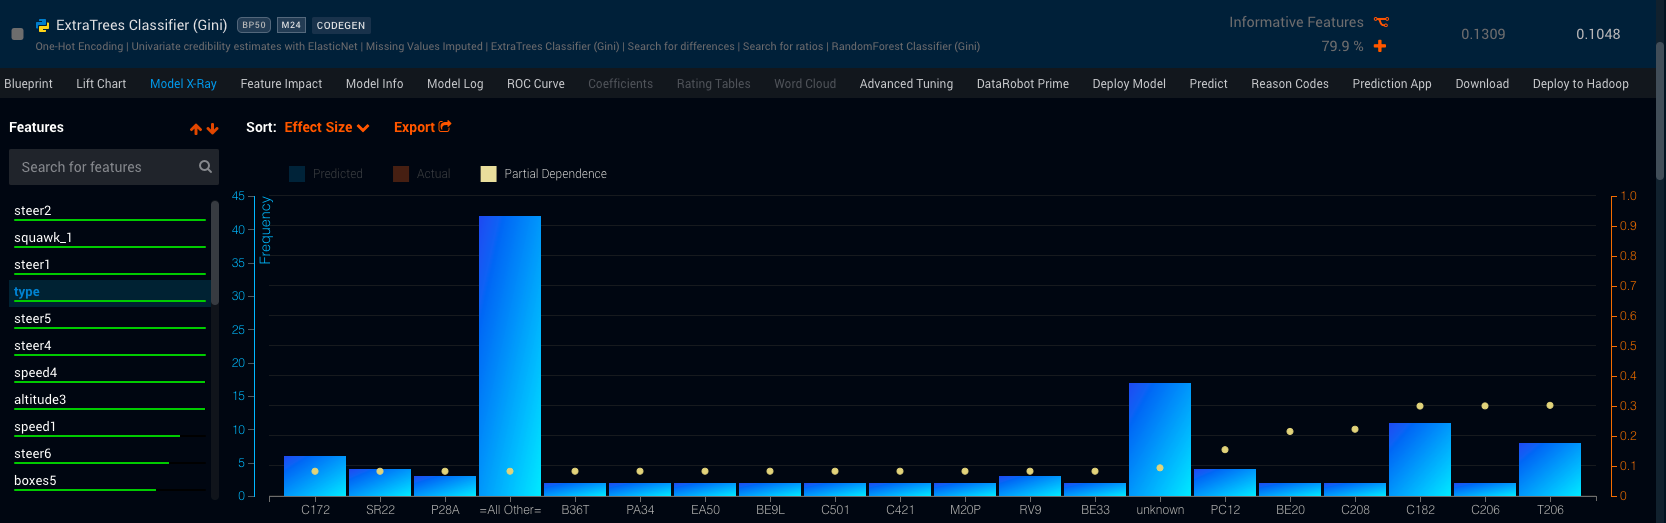 ExtraTrees Classifier (Gini) BP50 M24 CODEGEN
One-Hot Encoding | Univariate credibility estimates with ElasticNet | Missing Values Imputed | ExtraTrees Classifier (Gini) | Search for differences | Search for ratios | RandomForest Classifier (Gini)
Informative Features
79.9 %
0.1309
0.1048
Blueprint Lift Chart Model X-Ray Feature Impact Model Info Model Log ROC Curve Coefficients Rating Tables Word Cloud Advanced Tuning DataRobot Prime Deploy Model Predict Reason Codes Prediction App Download Deploy to Hadoop
Features
Search for features
steer2
squawk_1
steer1
type
steer5
steer4
speed4
altitude3
speed1
steer6
boxes5
Sort: Effect Size Export
Predicted Actual Partial Dependence
Frequency
45
40
35
30
25
20
15
10
5
0
1.0
0.9
0.8
0.7
0.6
0.5
0.4
0.3
0.2
0.1
0
C172 SR22 P28A =All Other= B36T PA34 EA50 BE9L C501 C421 M20P RV9 BE33 unknown PC12 BE20 C208 C182 C206 T206